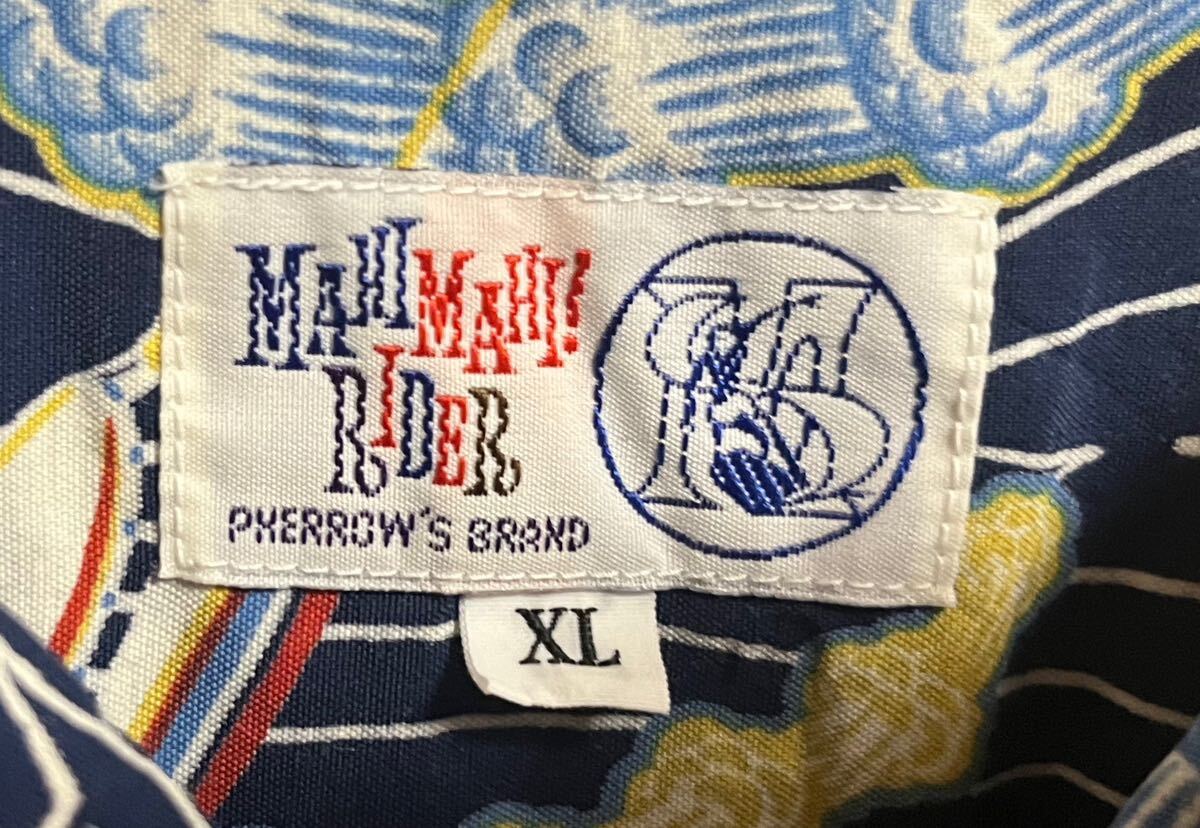 MAHI MAHI!
RIDER
PHERROW'S BRAND
XL